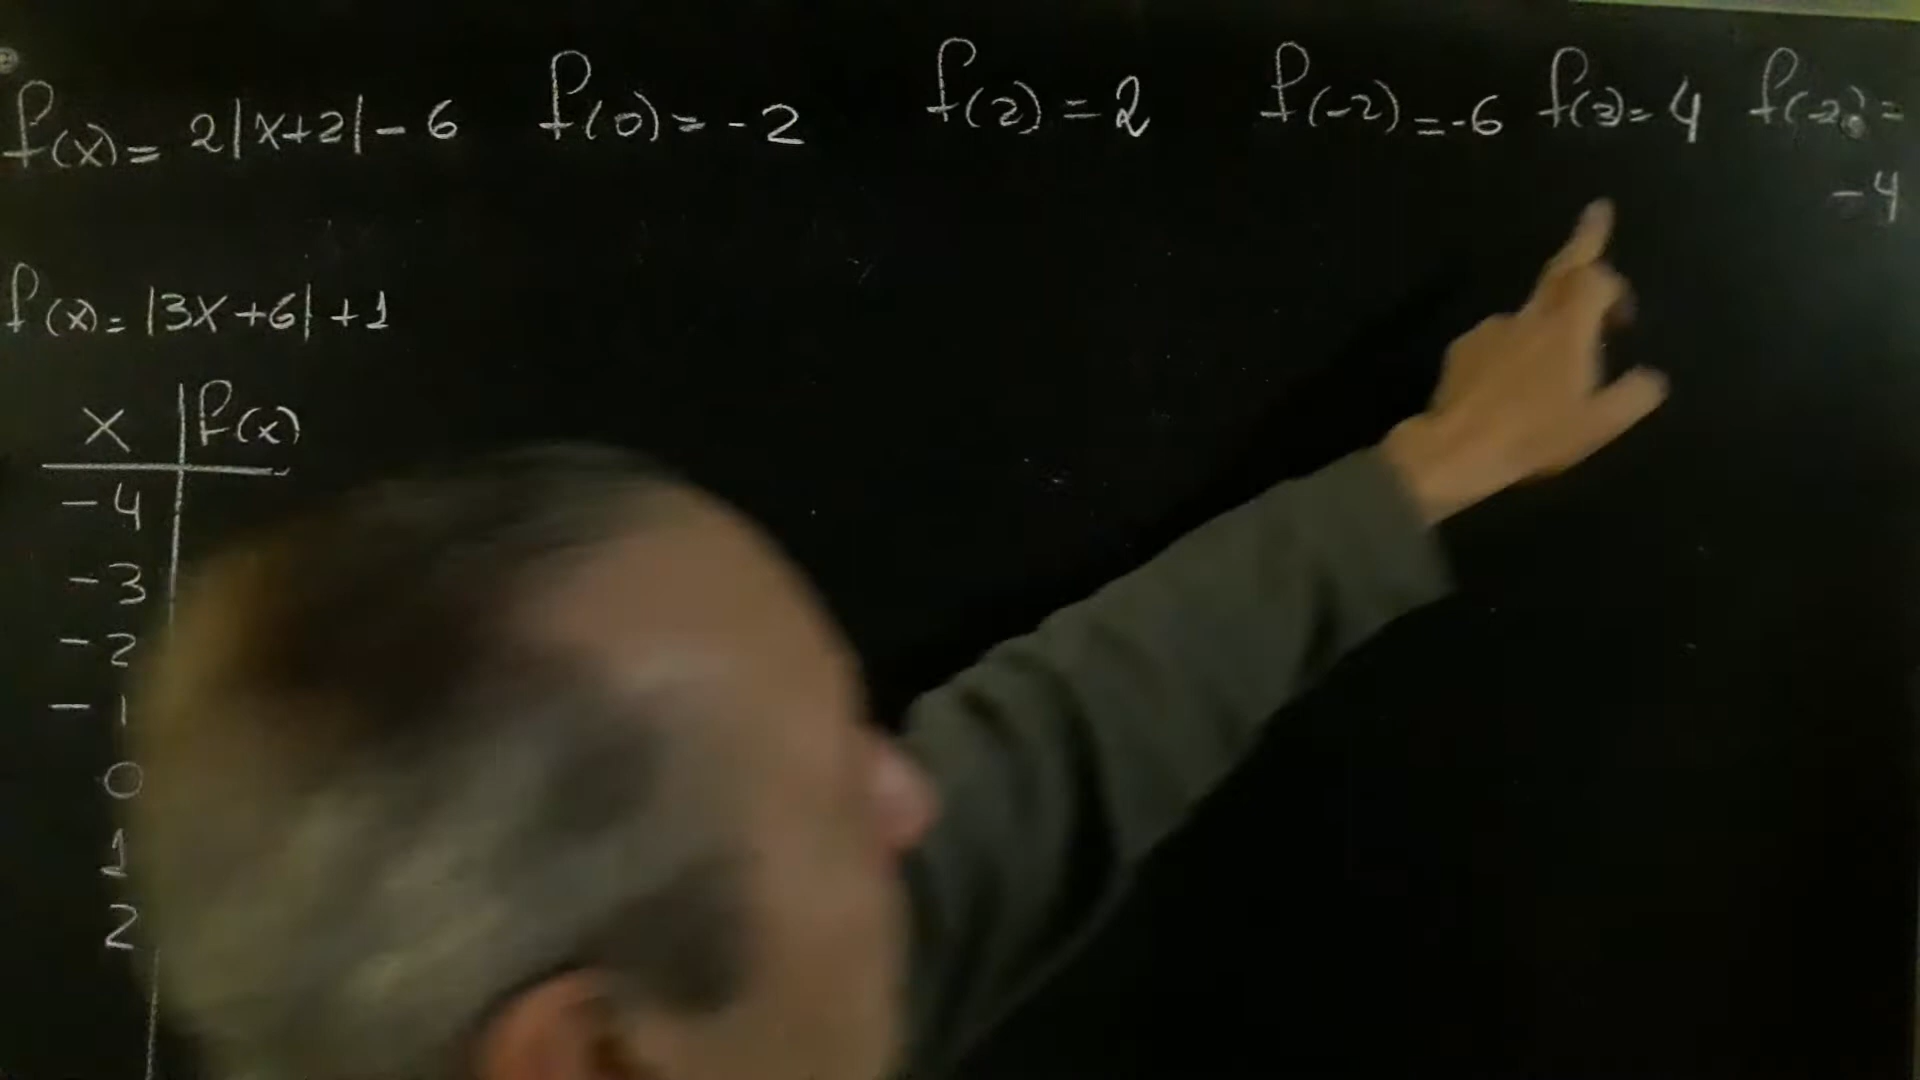 f(x)= 2|x+2|-6 f(0)=-2 f(2)=2 f(-2)=-6 f(3)=4 f(-3)=
-4
f(x)=|3x+6|+1
x f(x)
-4
-3
-2
-1
0
1
2